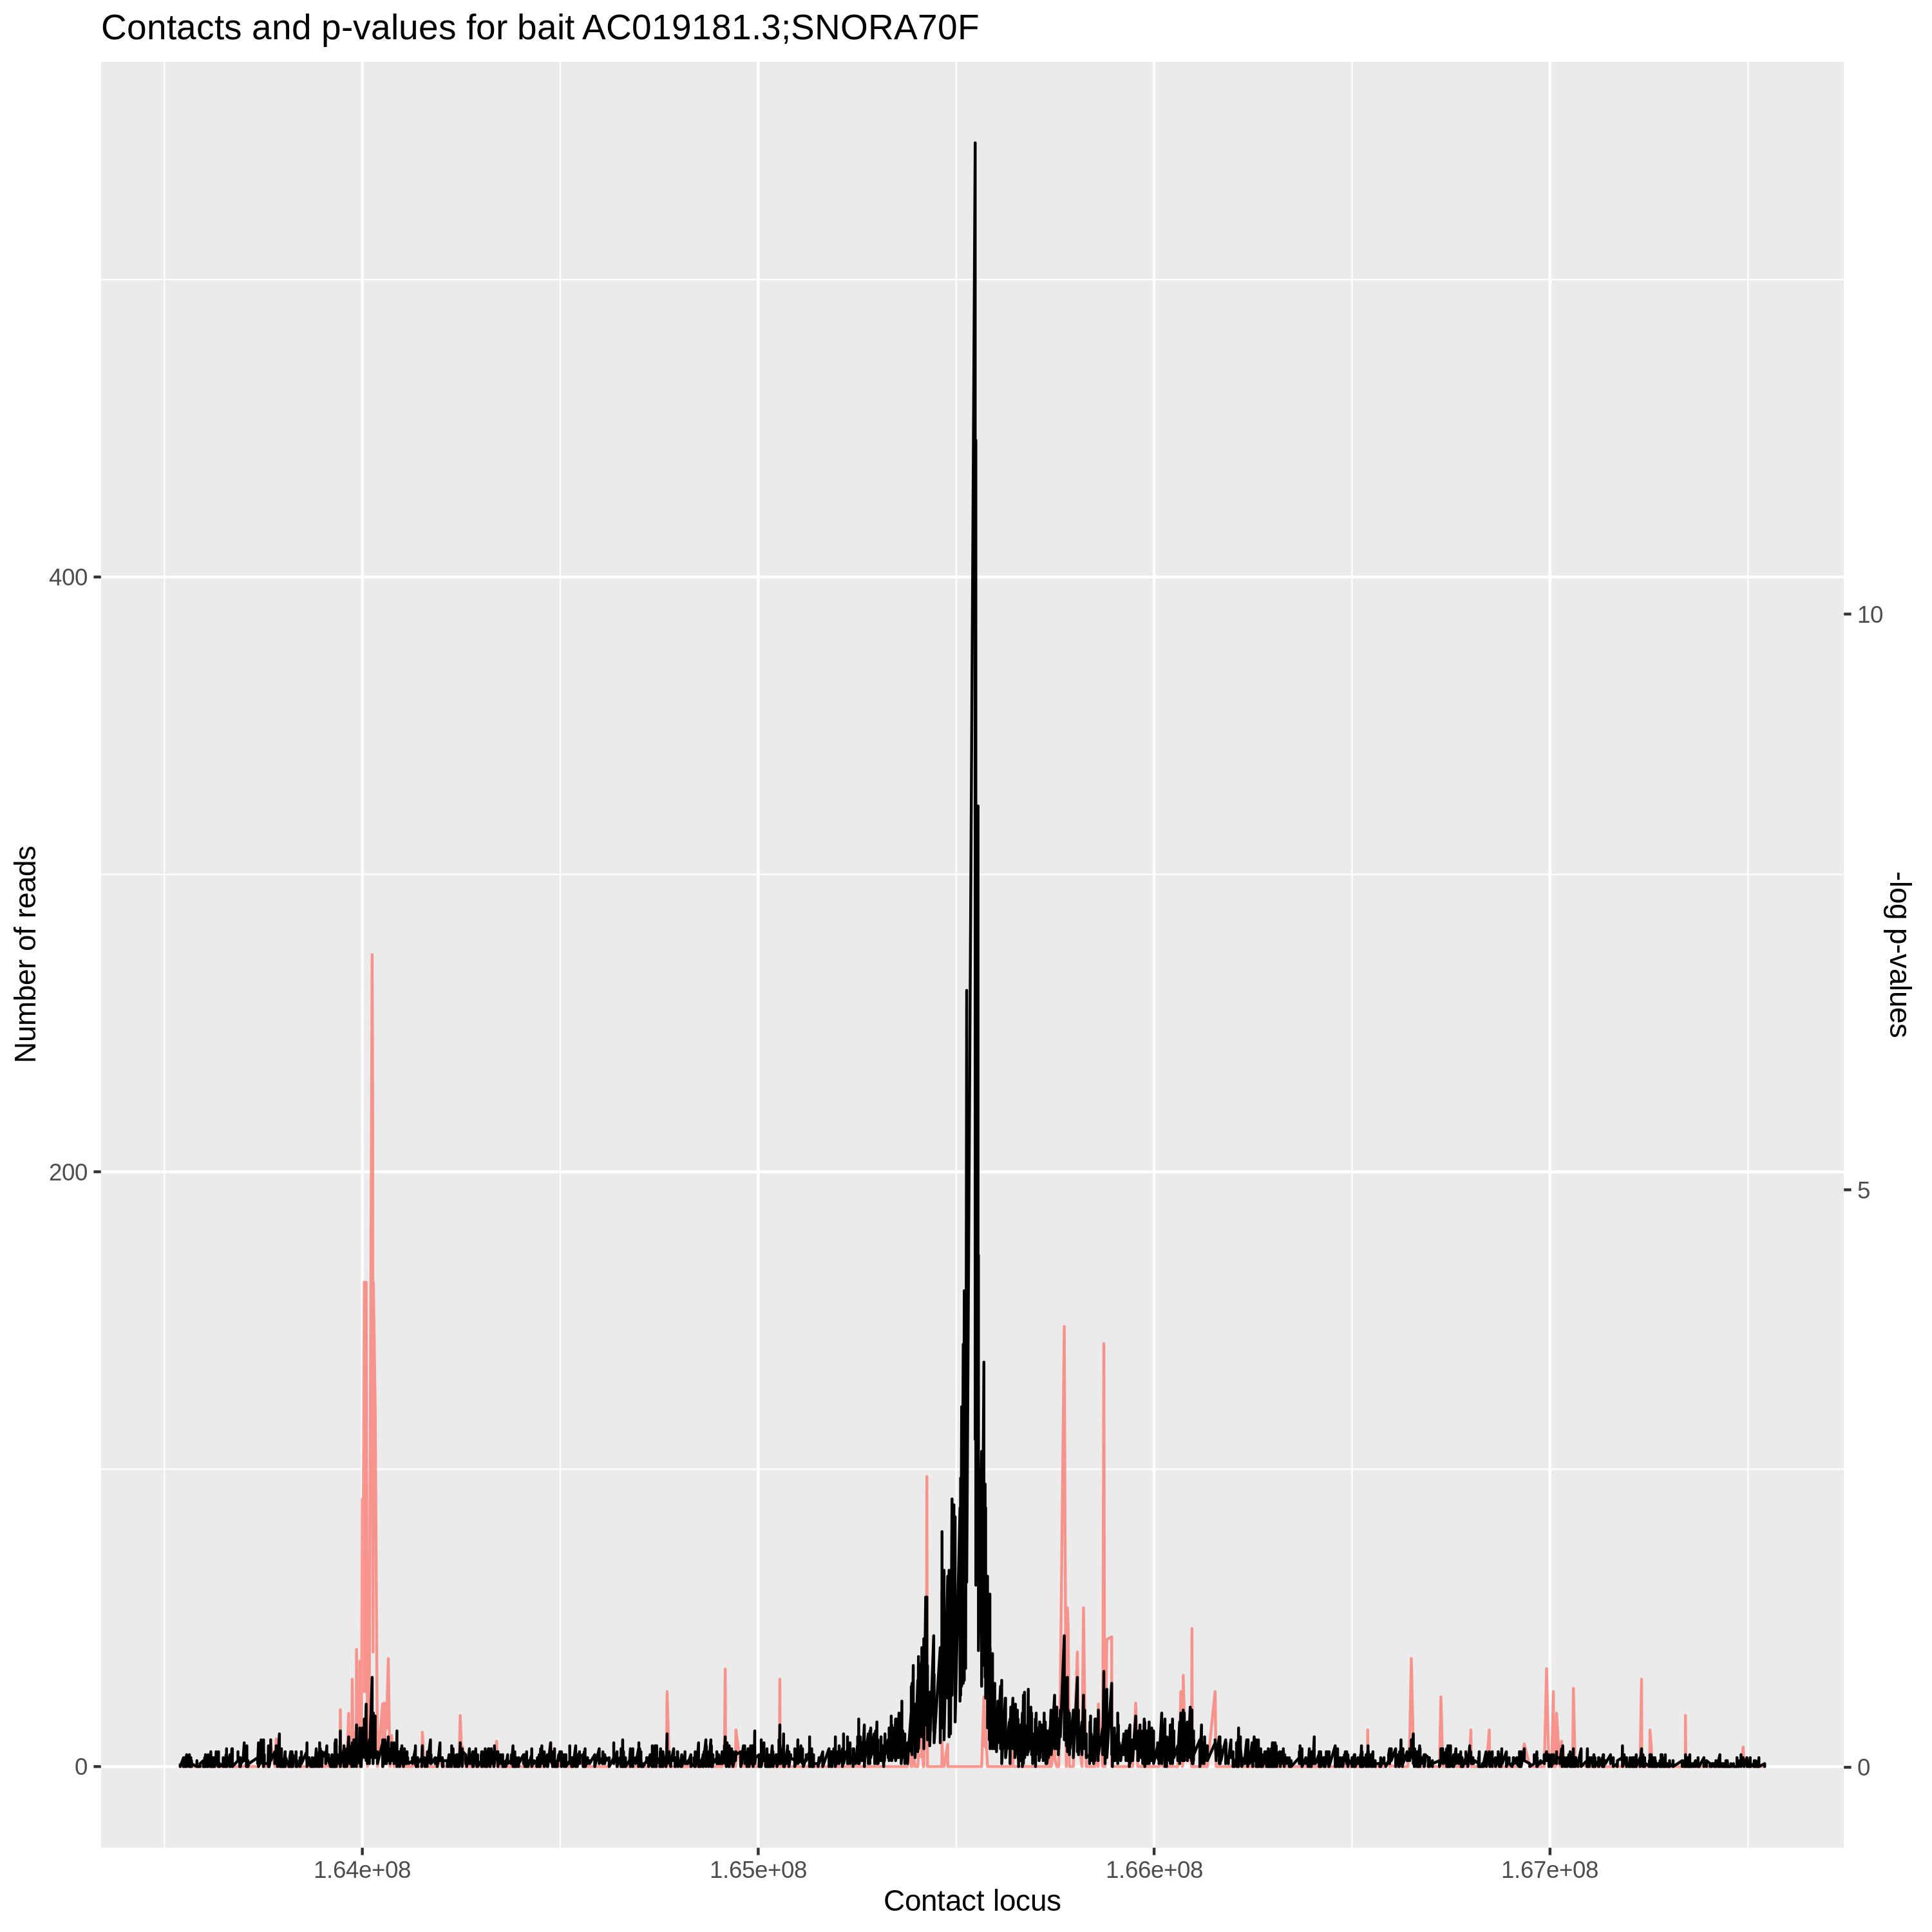 Contacts and p-values for bait AC019181.3;SNORA70F
Number of reads
400
200
0
10
5
0
-log p-values
1.64e+08
1.65e+08
1.66e+08
1.67e+08
Contact locus